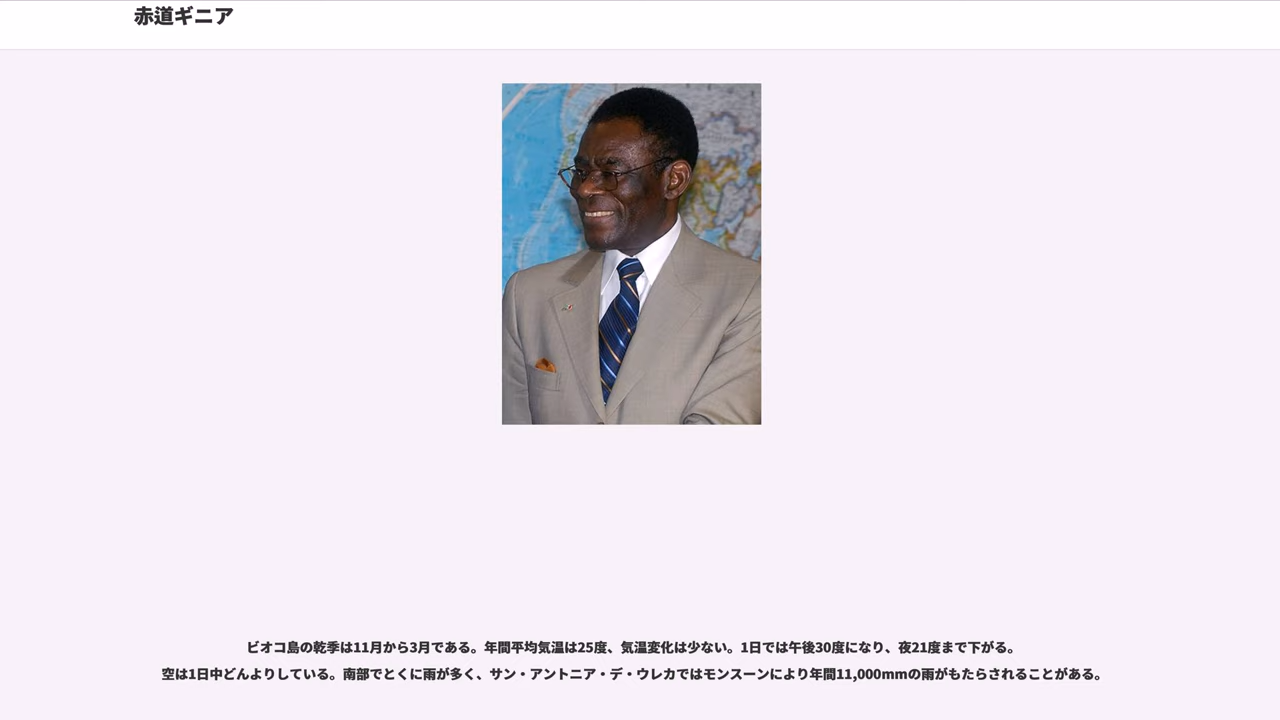 赤道ギニア
ビオコ島の乾季は11月から3月である。年間平均気温は25度、気温変化は少ない。1日では午後30度になり、夜21度まで下がる。
空は1日中どんよりしている。南部でとくに雨が多く、サン・アントニア・デ・ウレカではモンスーンにより年間11,000mmの雨がもたらされることがある。